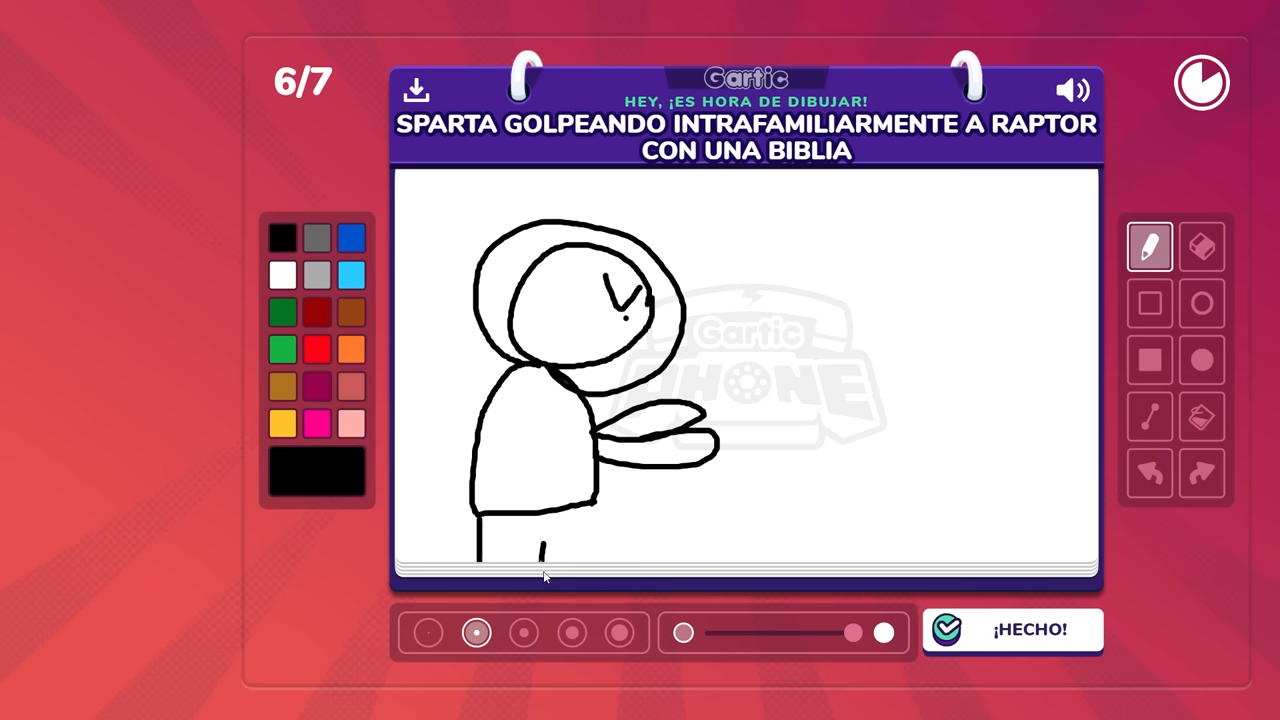 6/7
Gartic
HEY, ¡ES HORA DE DIBUJAR!
SPARTA GOLPEANDO INTRAFAMILIARMENTE A RAPTOR
CON UNA BIBLIA
Gartic
PHONE
¡HECHO!